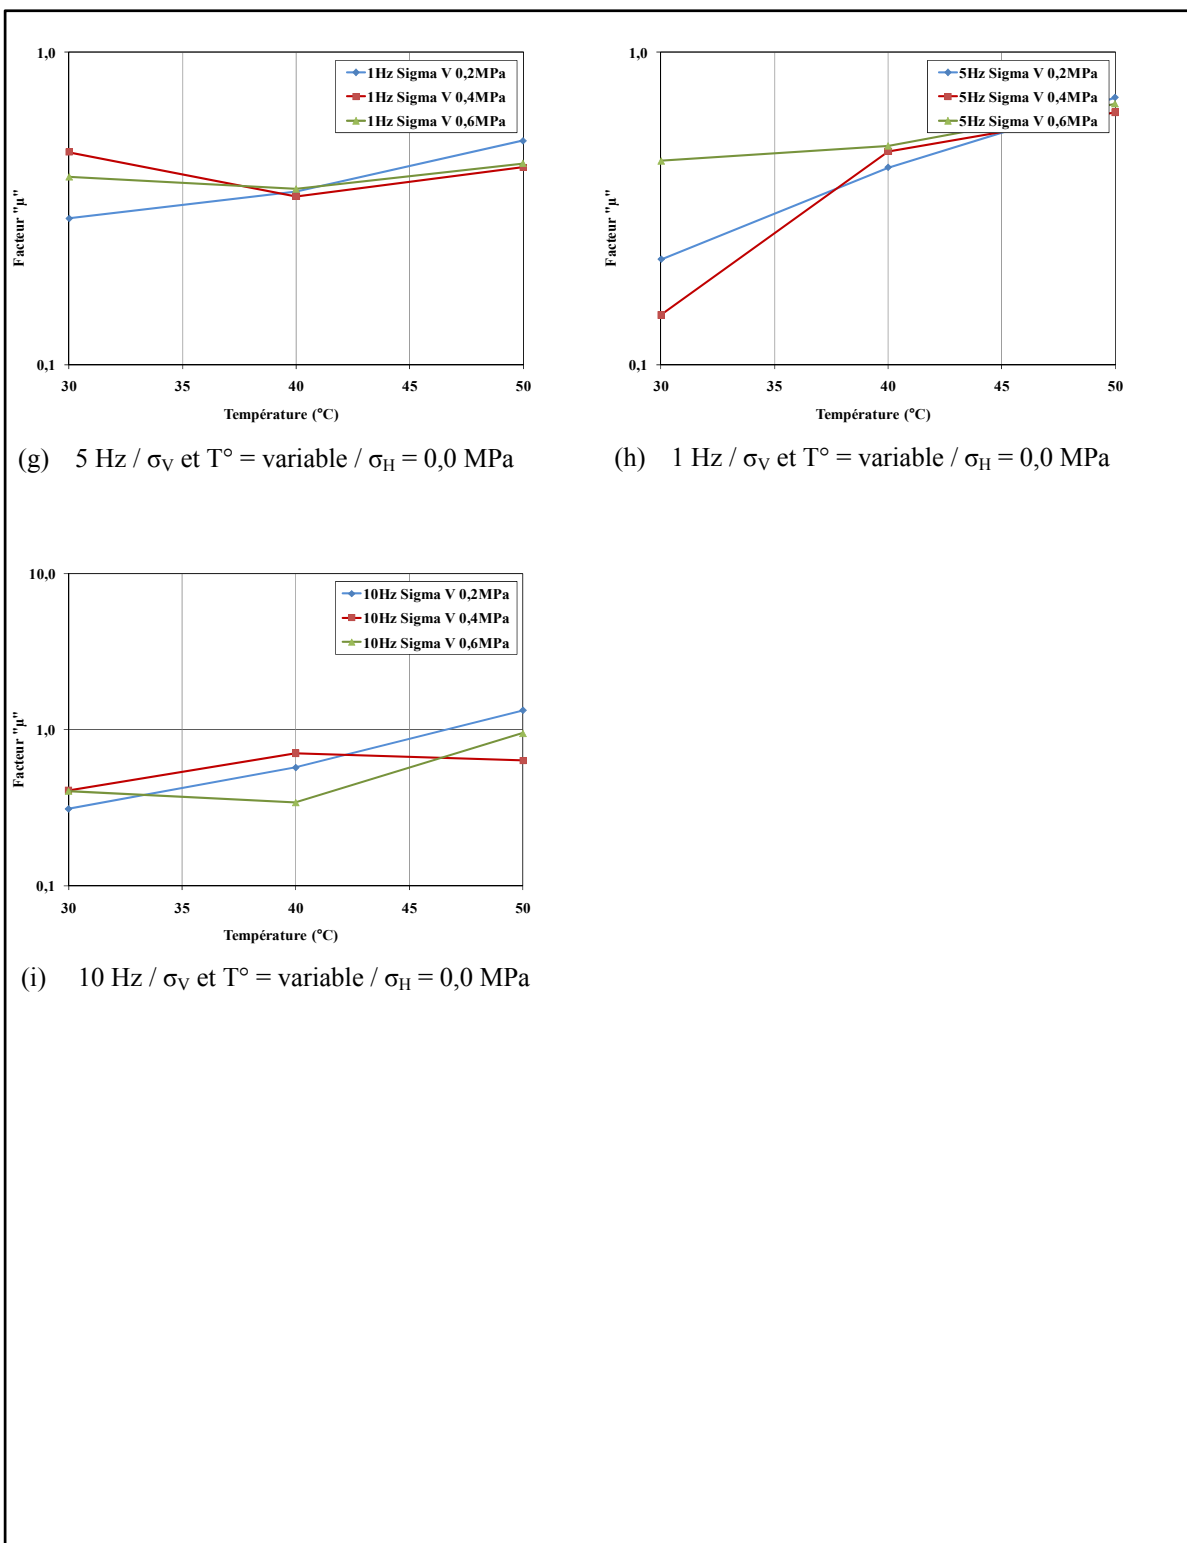 1,0
1Hz Sigma V 0,2MPa
1Hz Sigma V 0,4MPa
1Hz Sigma V 0,6MPa
Facteur "µ"
0,1
30 35 40 45 50
Température (°C)
(g) 5 Hz / σV et T° = variable / σH = 0,0 MPa
1,0
5Hz Sigma V 0,2MPa
5Hz Sigma V 0,4MPa
5Hz Sigma V 0,6MPa
Facteur "µ"
0,1
30 35 40 45 50
Température (°C)
(h) 1 Hz / σV et T° = variable / σH = 0,0 MPa
10,0
10Hz Sigma V 0,2MPa
10Hz Sigma V 0,4MPa
10Hz Sigma V 0,6MPa
Facteur "µ"
1,0
0,1
30 35 40 45 50
Température (°C)
(i) 10 Hz / σV et T° = variable / σH = 0,0 MPa